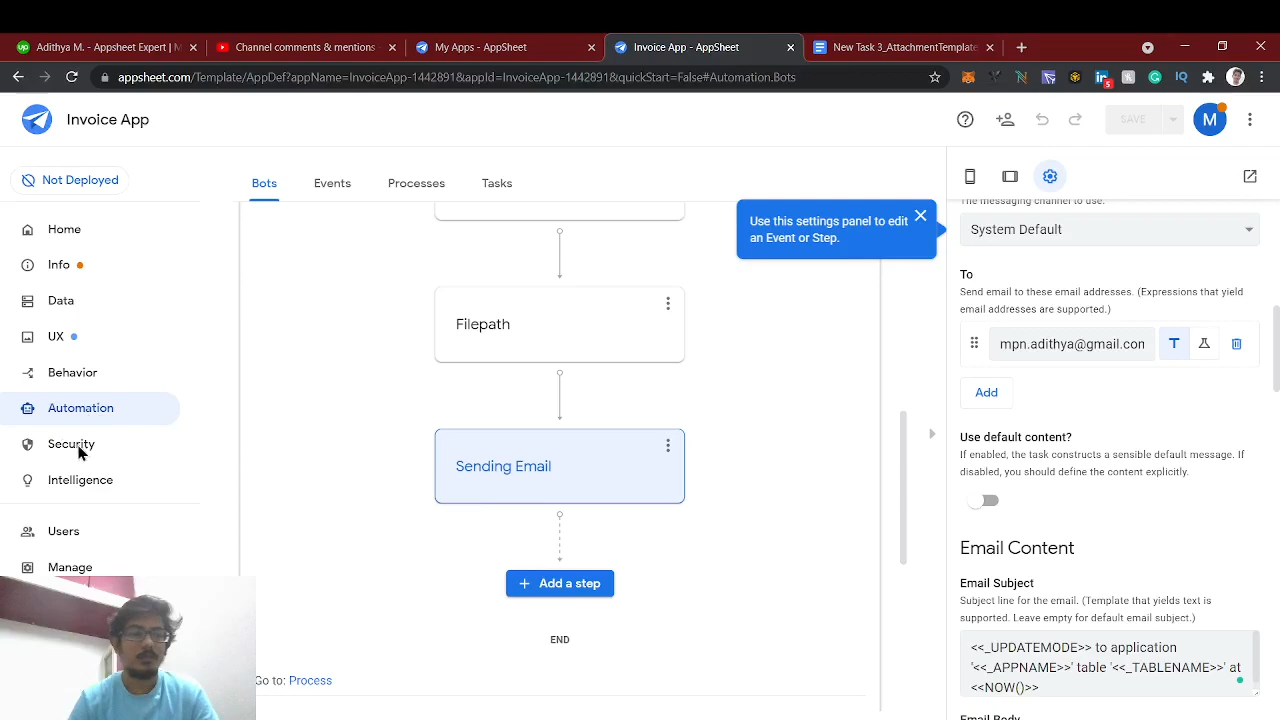 Adithya M. - Appsheet Expert | M
Channel comments & mentions -
My Apps - AppSheet
Invoice App - AppSheet
New Task 3_AttachmentTemplate
appsheet.com/Template/AppDef?appName=InvoiceApp-1442891&appId=InvoiceApp-1442891&quickStart=False#Automation.Bots
Invoice App
SAVE
M
Not Deployed
Home
Info
Data
UX
Behavior
Automation
Security
Intelligence
Users
Manage
Bots
Events
Processes
Tasks
Use this settings panel to edit
an Event or Step.
Filepath
Sending Email
+ Add a step
END
Go to: Process
The messaging channel to use.
System Default
To
Send email to these email addresses. (Expressions that yield
email addresses are supported.)
mpn.adithya@gmail.con
T
Add
Use default content?
If enabled, the task constructs a sensible default message. If
disabled, you should define the content explicitly.
Email Content
Email Subject
Subject line for the email. (Template that yields text is
supported. Leave empty for default email subject.)
<<_UPDATEMODE>> to application
'<<_APPNAME>>' table '<<_TABLENAME>>' at
<<NOW()>>
Email Body